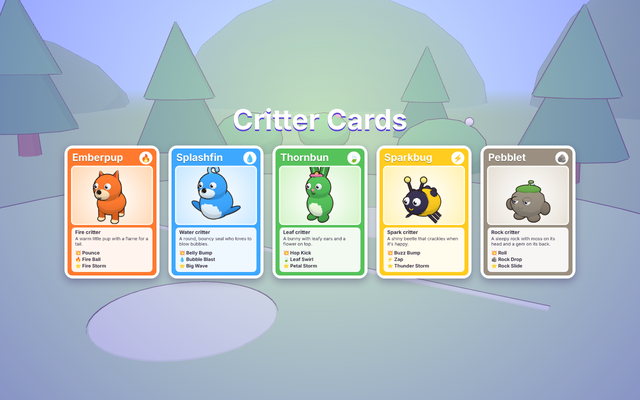 Critter Cards
Emberpup
Fire critter
A warm little pup with a flame for a
tail.
Pounce
Fire Ball
Fire Storm
Splashfin
Water critter
A round, bouncy seal who loves to
blow bubbles.
Belly Bump
Bubble Blast
Big Wave
Thornbun
Leaf critter
A bunny with leafy ears and a
flower on top.
Hop Kick
Leaf Swirl
Petal Storm
Sparkbug
Spark critter
A shiny beetle that crackles when
it's happy.
Buzz Bump
Zap
Thunder Storm
Pebblet
Rock critter
A sleepy rock with moss on its
head and a gem on its back.
Roll
Rock Drop
Rock Slide